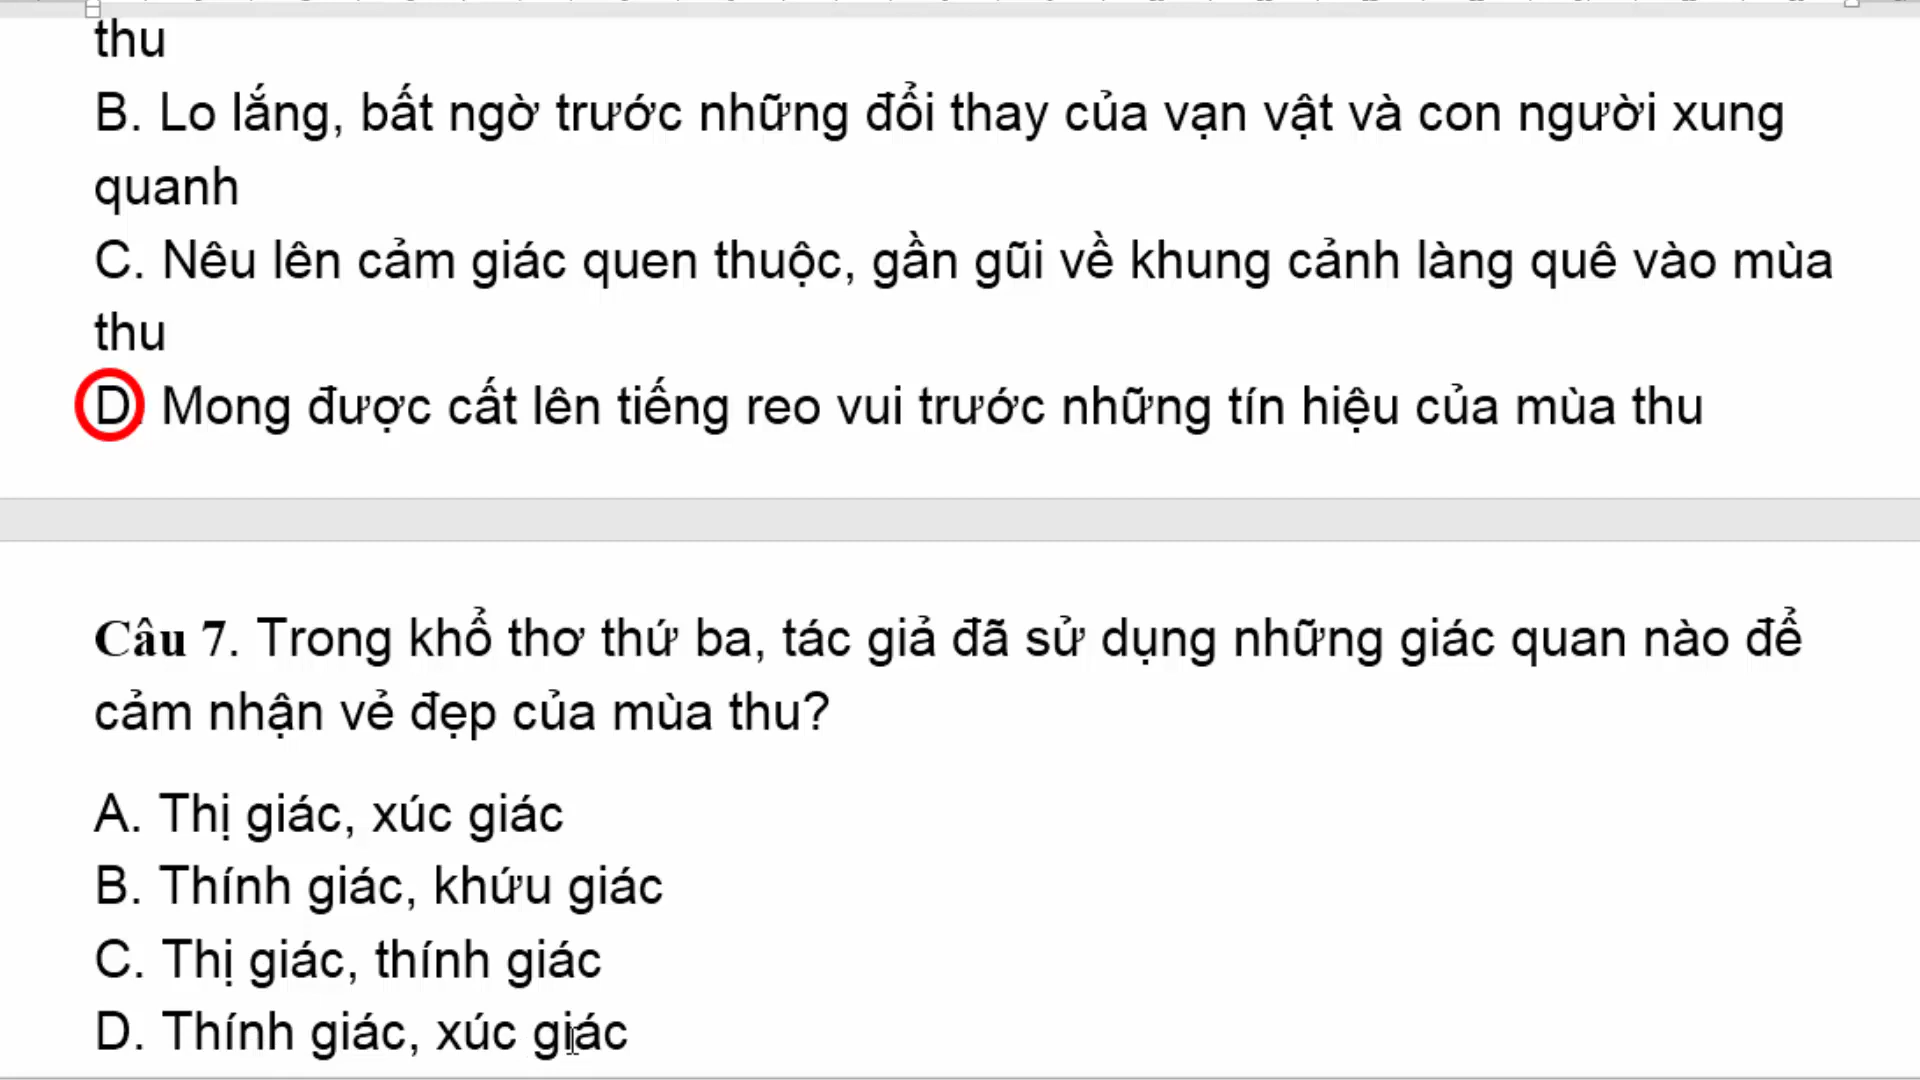 thu
B. Lo lắng, bất ngờ trước những đổi thay của vạn vật và con người xung
quanh
C. Nêu lên cảm giác quen thuộc, gần gũi về khung cảnh làng quê vào mùa
thu
D. Mong được cất lên tiếng reo vui trước những tín hiệu của mùa thu
Câu 7. Trong khổ thơ thứ ba, tác giả đã sử dụng những giác quan nào để
cảm nhận vẻ đẹp của mùa thu?
A. Thị giác, xúc giác
B. Thính giác, khứu giác
C. Thị giác, thính giác
D. Thính giác, xúc giác